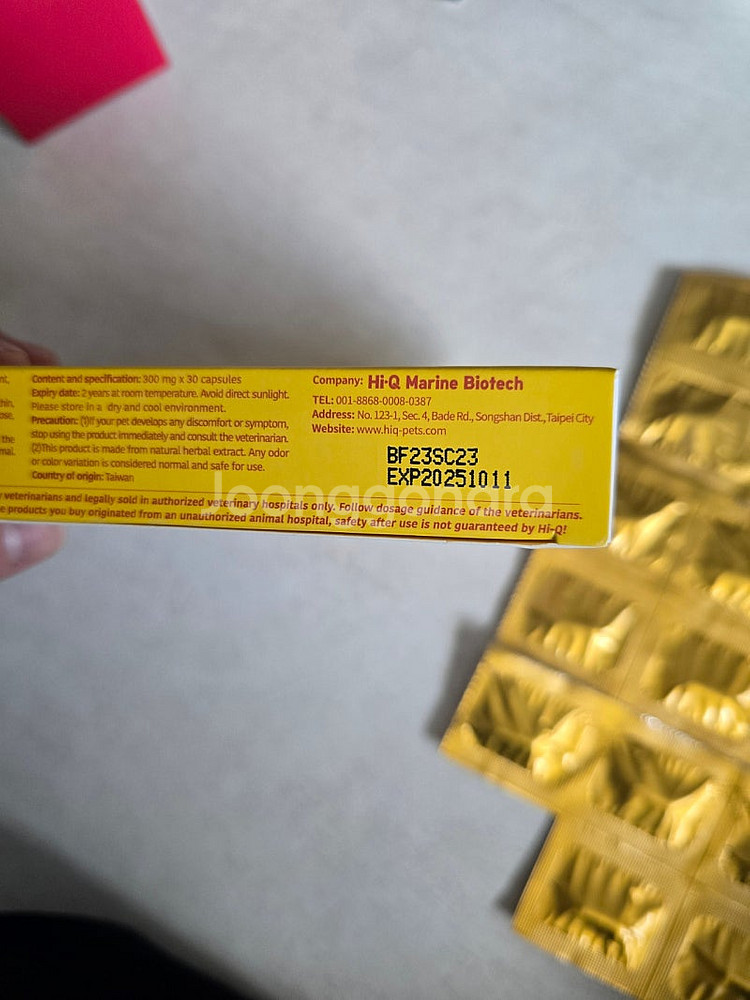 nt,
Content and specification: 300 mg x 30 capsules
Expiry date: 2 years at room temperature. Avoid direct sunlight.
Please store in a dry and cool environment.
Precaution: (1)If your pet develops any discomfort or symptom,
stop using the product immediately and consult the veterinarian.
the
(2)This product is made from natural herbal extract. Any odor
mal.
or color variation is considered normal and safe for use.
Country of origin: Taiwan
Company: Hi-Q Marine Biotech
TEL: 001-8868-0008-0387
Address: No. 123-1, Sec. 4, Bade Rd., Songshan Dist., Taipei City
Website: www.hiq-pets.com
BF23SC23
EXP20251011
Joonggonara
veterinarians and legally sold in authorized veterinary hospitals only. Follow dosage guidance of the veterinarians.
e products you buy originated from an unauthorized animal hospital, safety after use is not guaranteed by Hi-Q!